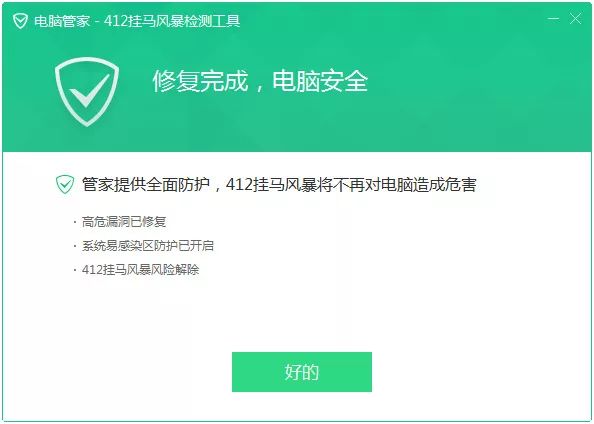 电脑管家 - 412挂马风暴检测工具
修复完成，电脑安全
管家提供全面防护，412挂马风暴将不再对电脑造成危害
· 高危漏洞已修复
· 系统易感染区防护已开启
· 412挂马风暴风险解除
好的